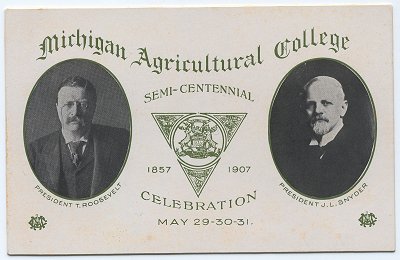 Michigan Agricultural College
SEMI-CENTENNIAL
1857 1907
CELEBRATION
MAY 29-30-31.
PRESIDENT T. ROOSEVELT
PRESIDENT J. L. SNYDER